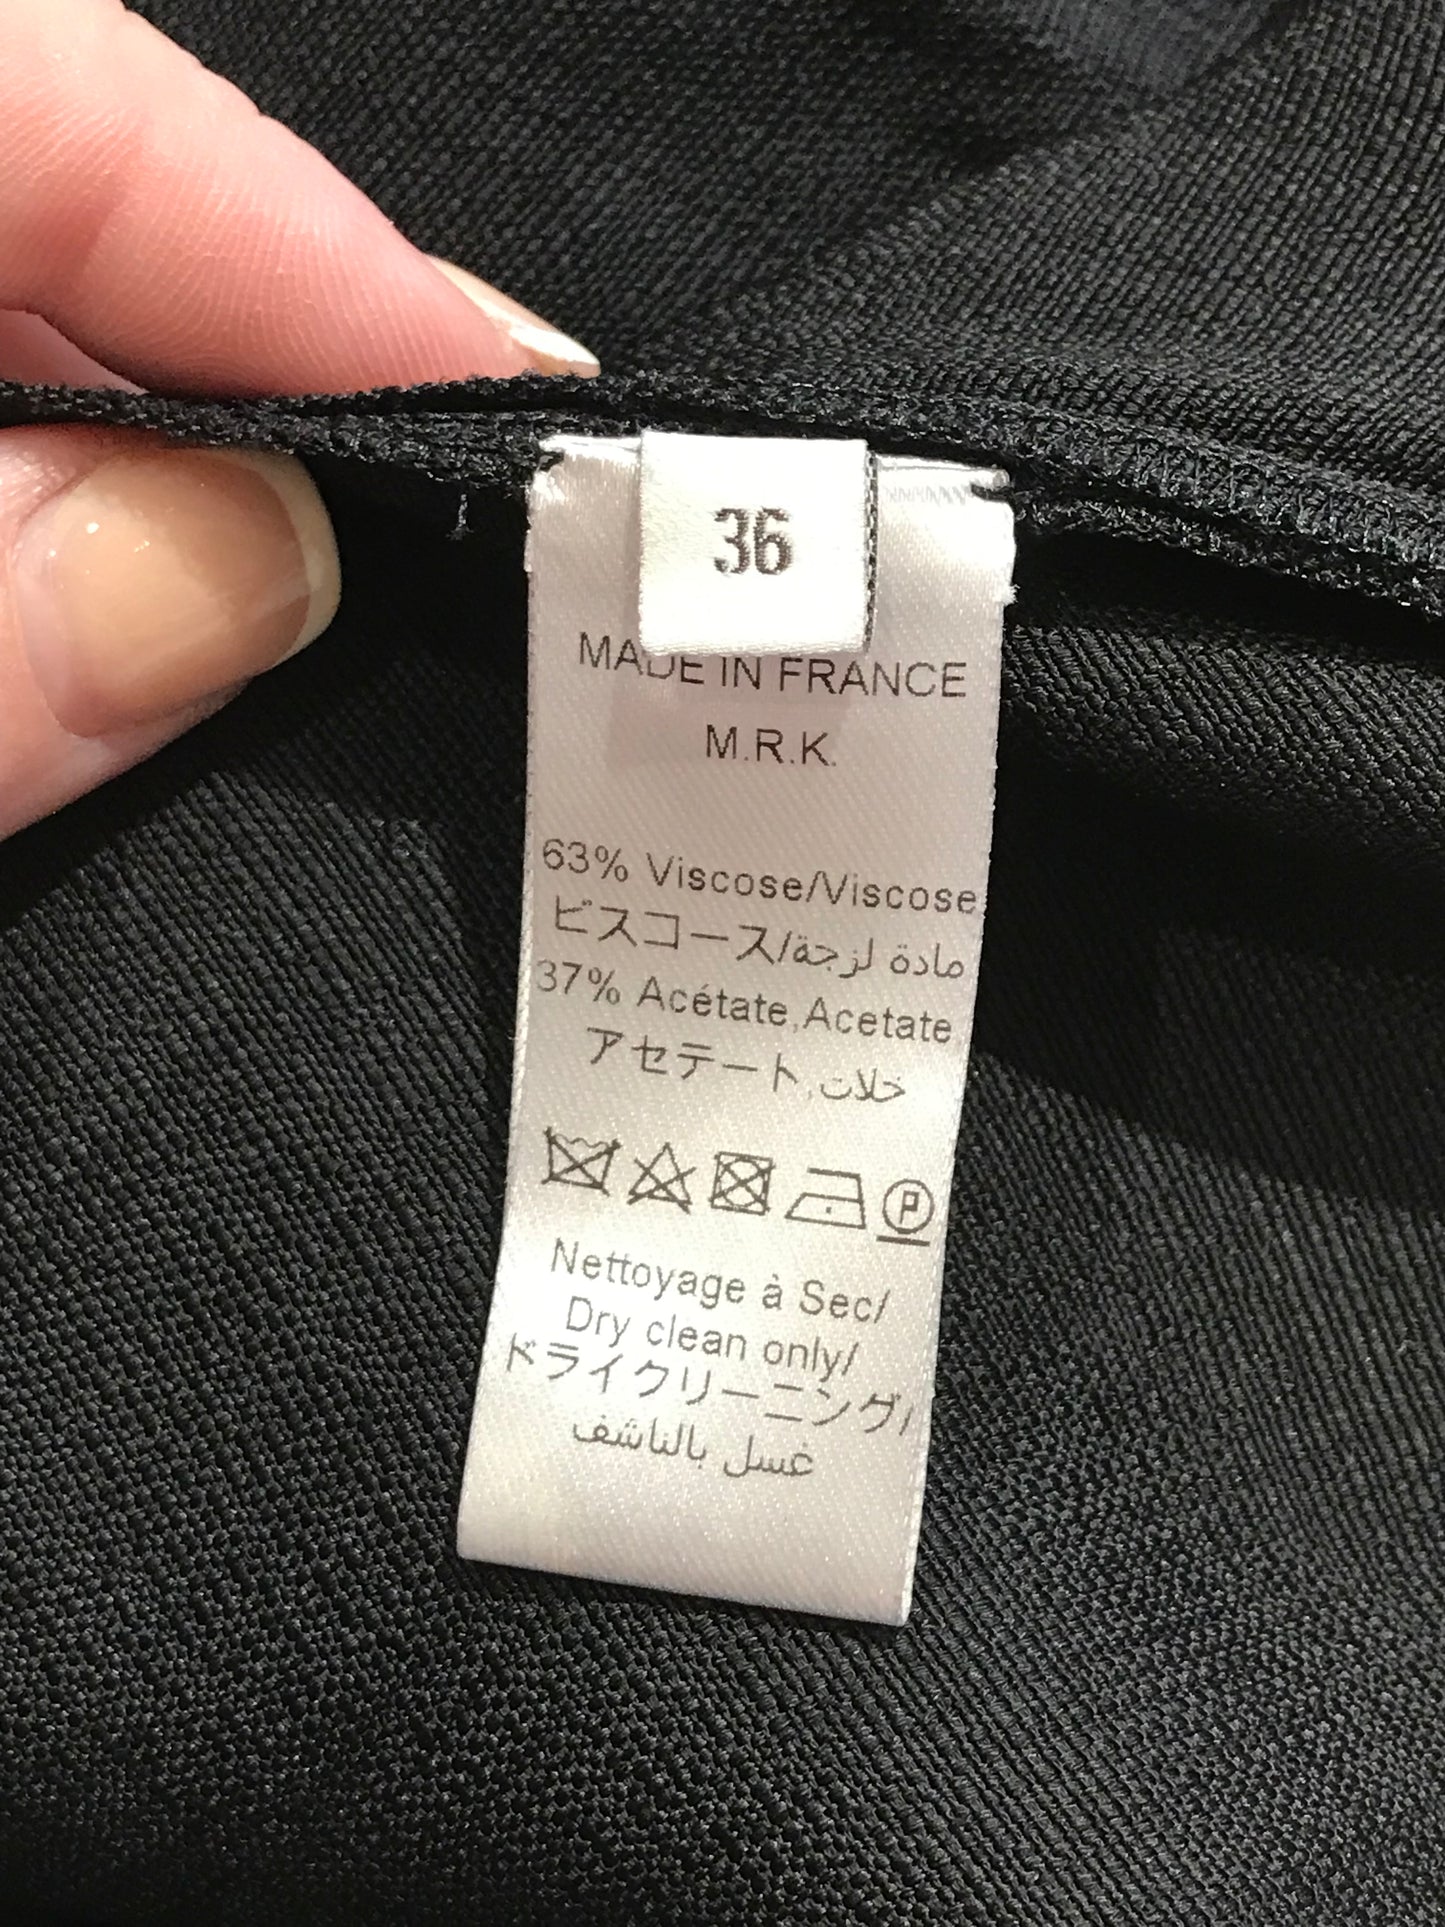 36
MADE IN FRANCE
M.R.K.
63% Viscose/Viscose
ビスコース/مادة لزجة
37% Acétate,Acetate
アセテート,خلات
P
Nettoyage à Sec/
Dry clean only/
ドライクリーニング/
غسل بالناشف